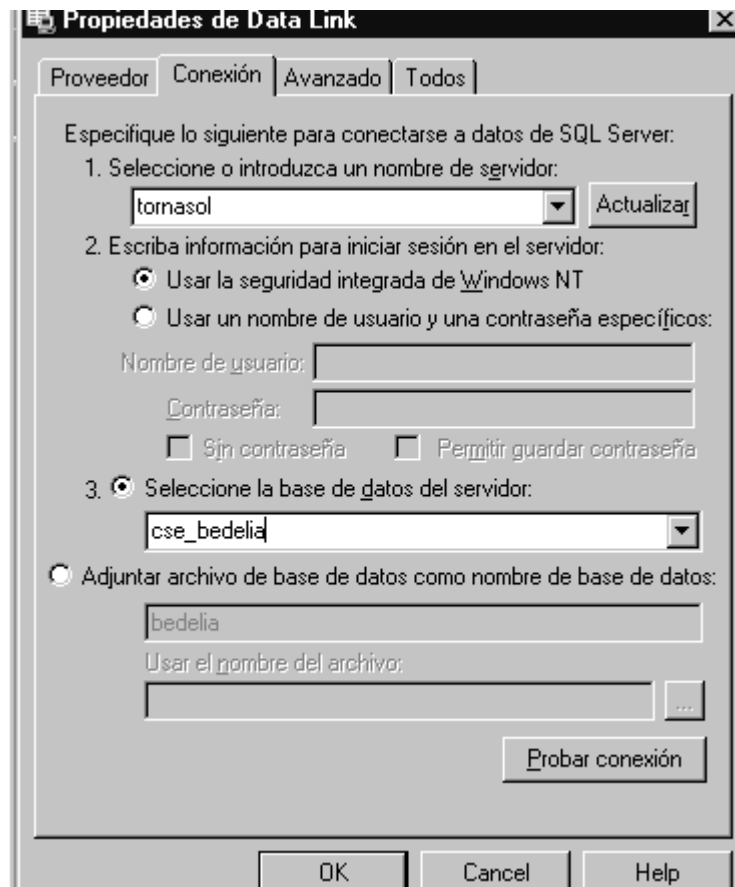 Propiedades de Data Link
Proveedor Conexión Avanzado Todos
Especifique lo siguiente para conectarse a datos de SQL Server:
1. Seleccione o introduzca un nombre de servidor:
tornasol Actualizar
2. Escriba información para iniciar sesión en el servidor:
Usar la seguridad integrada de Windows NT
Usar un nombre de usuario y una contraseña específicos:
Nombre de usuario:
Contraseña:
Sin contraseña Permitir guardar contraseña
3. Seleccione la base de datos del servidor:
cse_bedelia
Adjuntar archivo de base de datos como nombre de base de datos:
bedelia
Usar el nombre del archivo:
...
Probar conexión
OK Cancel Help